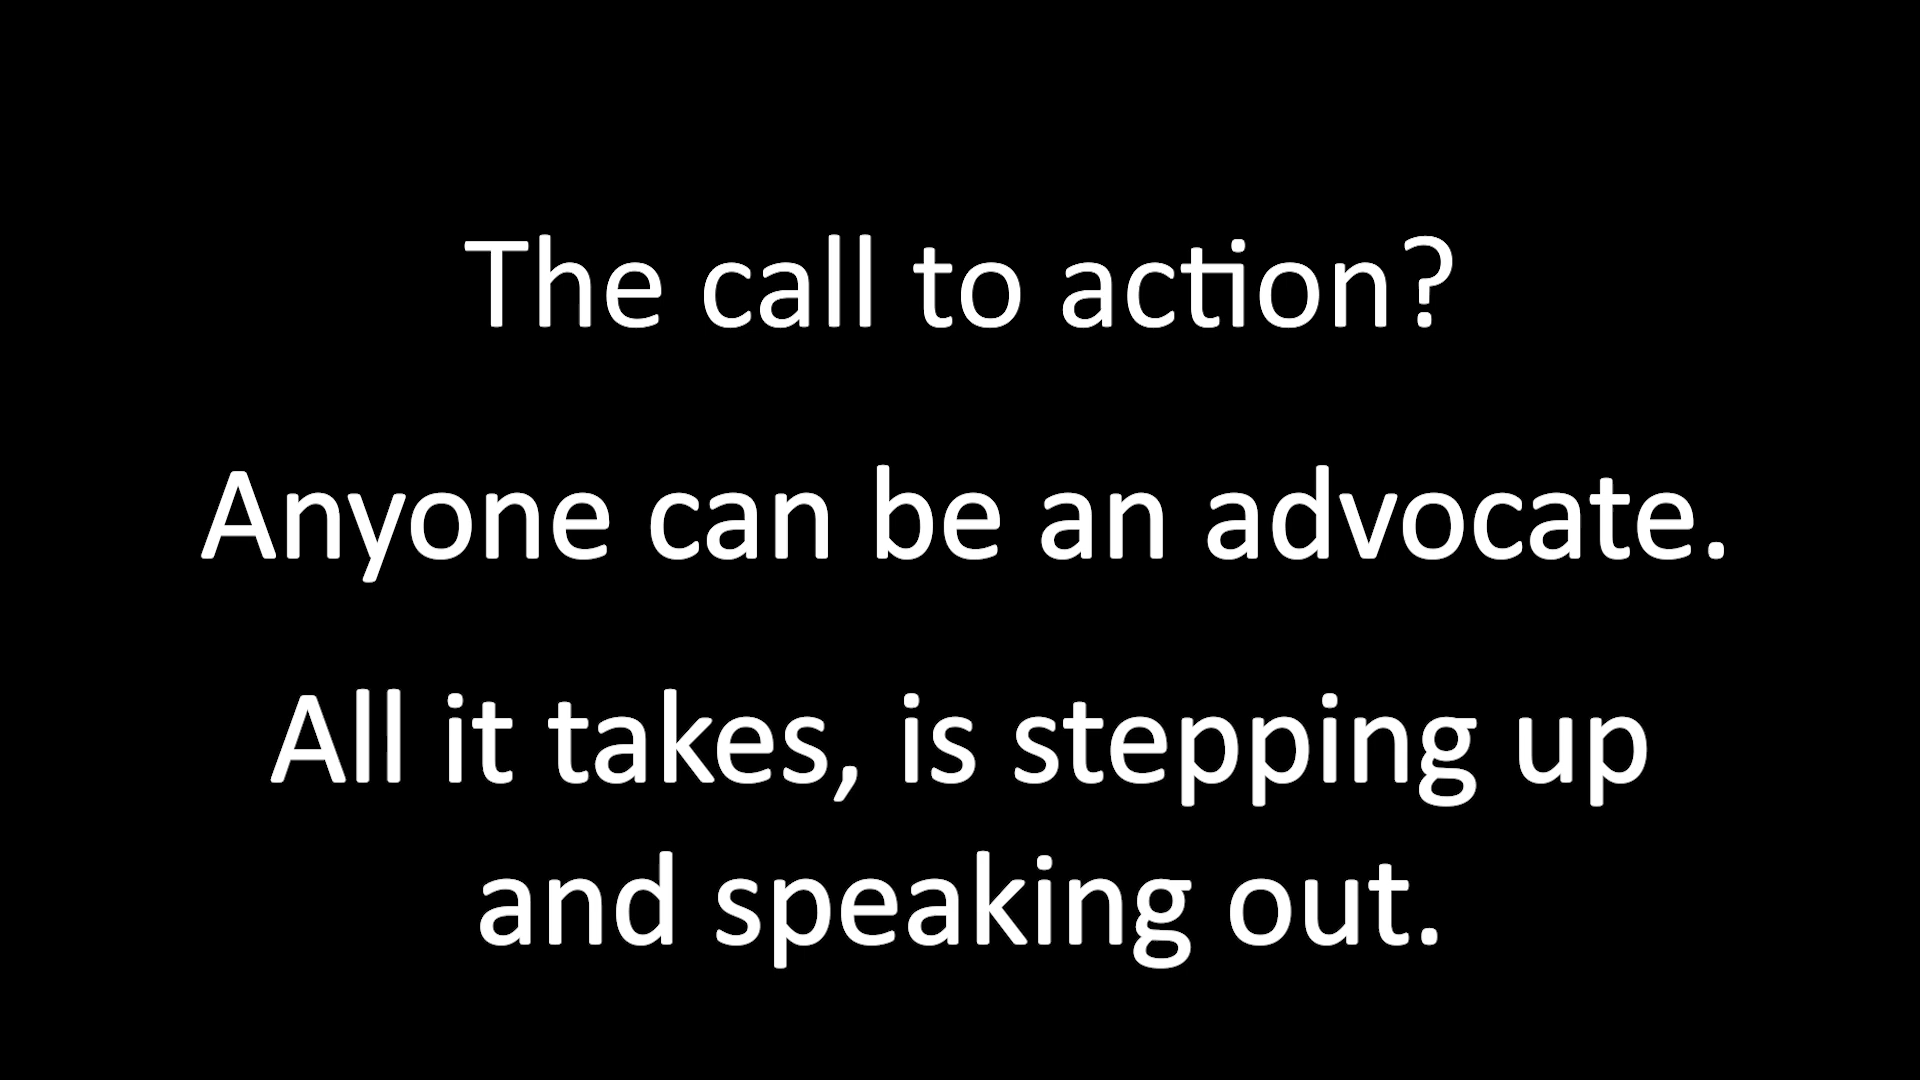 The call to action?
Anyone can be an advocate.
All it takes, is stepping up
and speaking out.